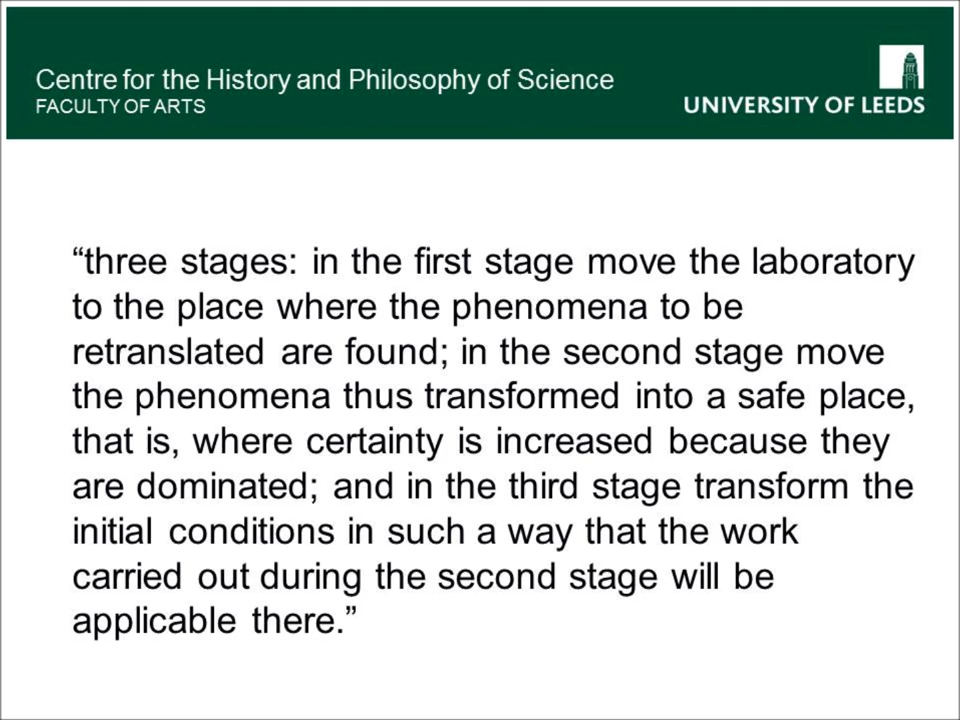 Centre for the History and Philosophy of Science
FACULTY OF ARTS
UNIVERSITY OF LEEDS
“three stages: in the first stage move the laboratory
to the place where the phenomena to be
retranslated are found; in the second stage move
the phenomena thus transformed into a safe place,
that is, where certainty is increased because they
are dominated; and in the third stage transform the
initial conditions in such a way that the work
carried out during the second stage will be
applicable there.”